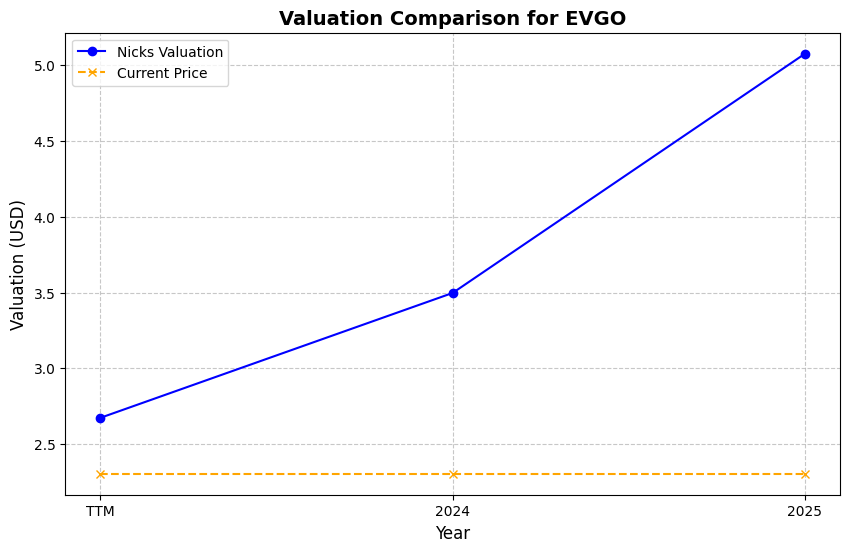 Valuation Comparison for EVGO
Nicks Valuation
Current Price
Valuation (USD)
5.0
4.5
4.0
3.5
3.0
2.5
TTM
2024
2025
Year